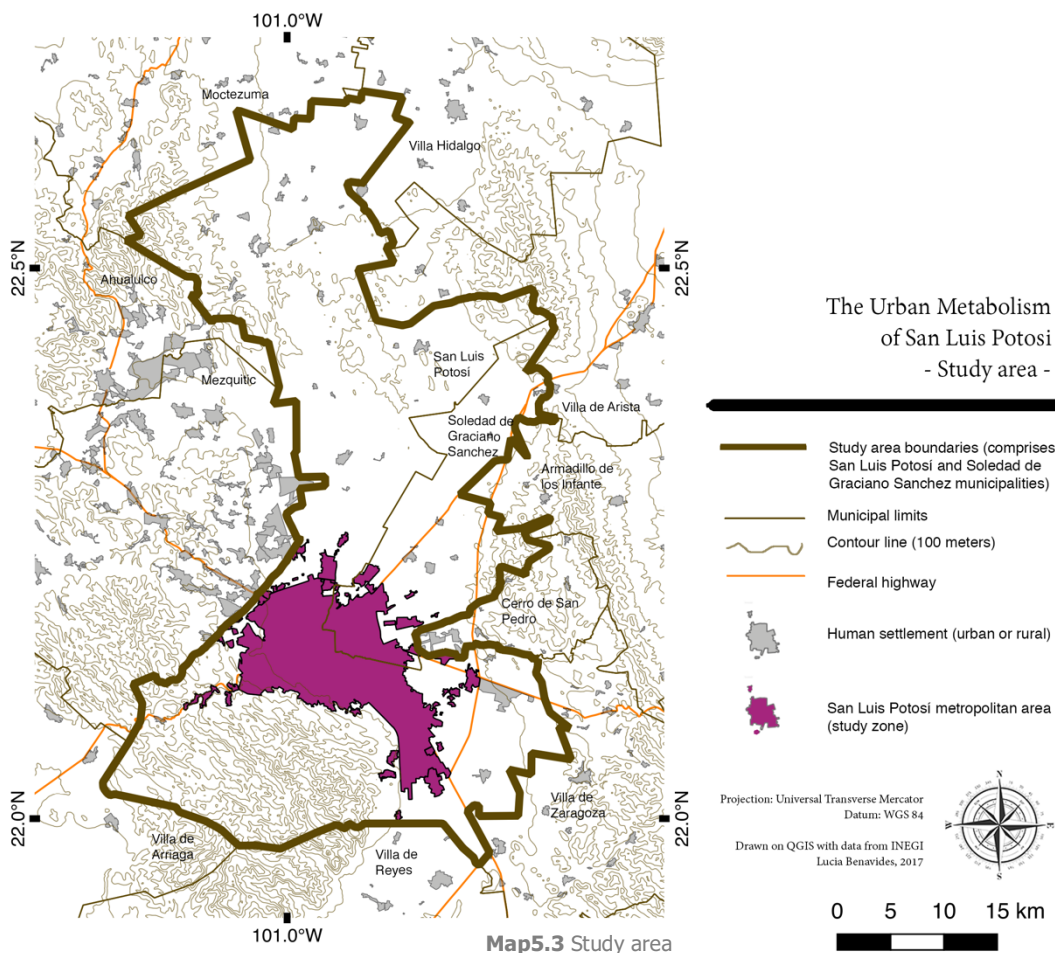 101.0°W
Moctezuma
Villa Hidalgo
22.5°N
22.5°N
Ahualulco
San Luis
Potosí
Mezquitic
Villa de Arista
Soledad de
Graciano
Sanchez
Armadillo de
los Infante
Cerro de San
Pedro
22.0°N
22.0°N
Villa de
Zaragoza
Villa de
Arriaga
Villa de
Reyes
101.0°W
Map5.3 Study area
The Urban Metabolism
of San Luis Potosi
- Study area -
Study area boundaries (comprises
San Luis Potosí and Soledad de
Graciano Sanchez municipalities)
Municipal limits
Contour line (100 meters)
Federal highway
Human settlement (urban or rural)
San Luis Potosí metropolitan area
(study zone)
Projection: Universal Transverse Mercator
Datum: WGS 84
Drawn on QGIS with data from INEGI
Lucia Benavides, 2017
N
W
E
S
0 5 10 15 km